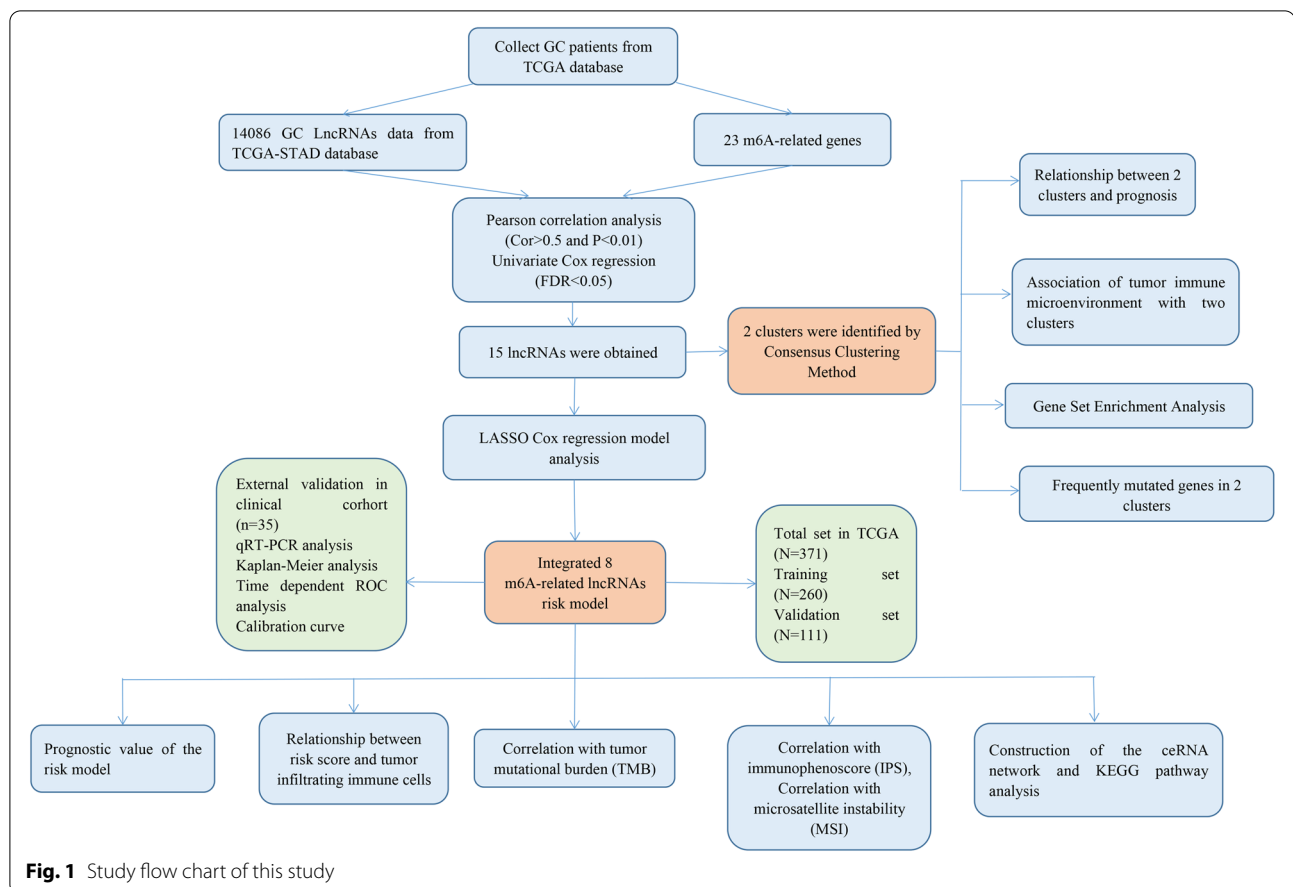 Collect GC patients from
TCGA database
14086 GC LncRNAs data from
TCGA-STAD database
23 m6A-related genes
Pearson correlation analysis
(Cor>0.5 and P<0.01)
Univariate Cox regression
(FDR<0.05)
15 lncRNAs were obtained
2 clusters were identified by
Consensus Clustering
Method
Relationship between 2
clusters and prognosis
Association of tumor immune
microenvironment with two
clusters
Gene Set Enrichment Analysis
Frequently mutated genes in 2
clusters
LASSO Cox regression model
analysis
External validation in
clinical corhort
(n=35)
qRT-PCR analysis
Kaplan-Meier analysis
Time dependent ROC
analysis
Calibration curve
Integrated 8
m6A-related lncRNAs
risk model
Total set in TCGA
(N=371)
Training set
(N=260)
Validation set
(N=111)
Prognostic value of the
risk model
Relationship between
risk score and tumor
infiltrating immune cells
Correlation with tumor
mutational burden (TMB)
Correlation with
immunophenoscore (IPS),
Correlation with
microsatellite instability
(MSI)
Construction of the ceRNA
network and KEGG pathway
analysis
Fig. 1 Study flow chart of this study